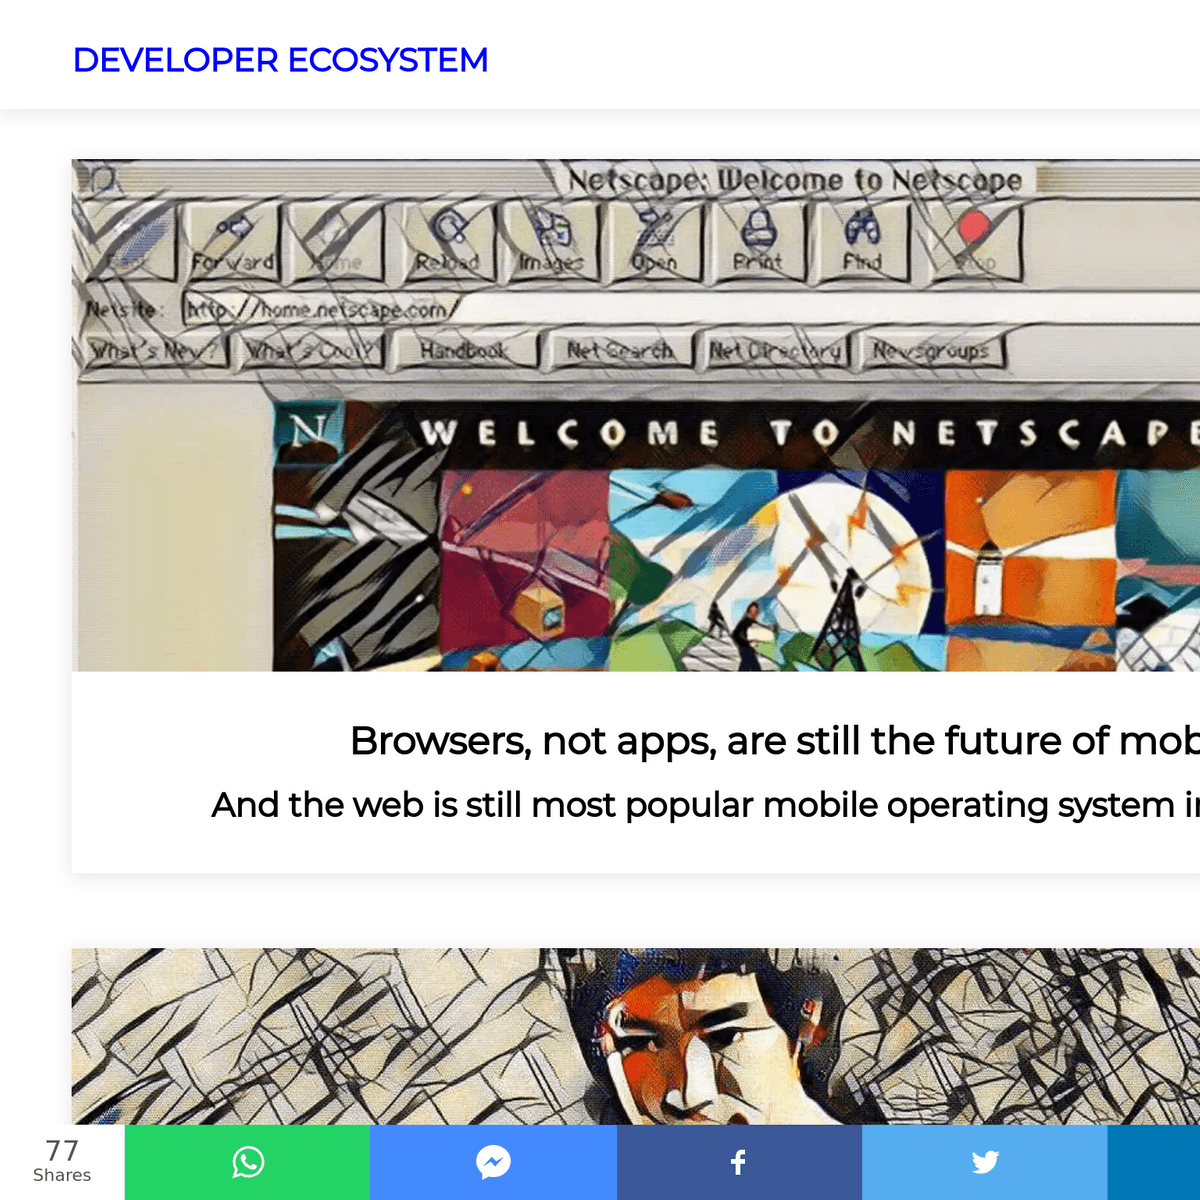 DEVELOPER ECOSYSTEM
Netscape: Welcome to Netscape
Back Forward Home Reload Images Open Print Find Stop
Netsite: http://home.netscape.com/
What's New? What's Cool? Handbook Net Search Net Directory Newsgroups
N WELCOME TO NETSCAPE
Browsers, not apps, are still the future of mob
And the web is still most popular mobile operating system in
77
Shares